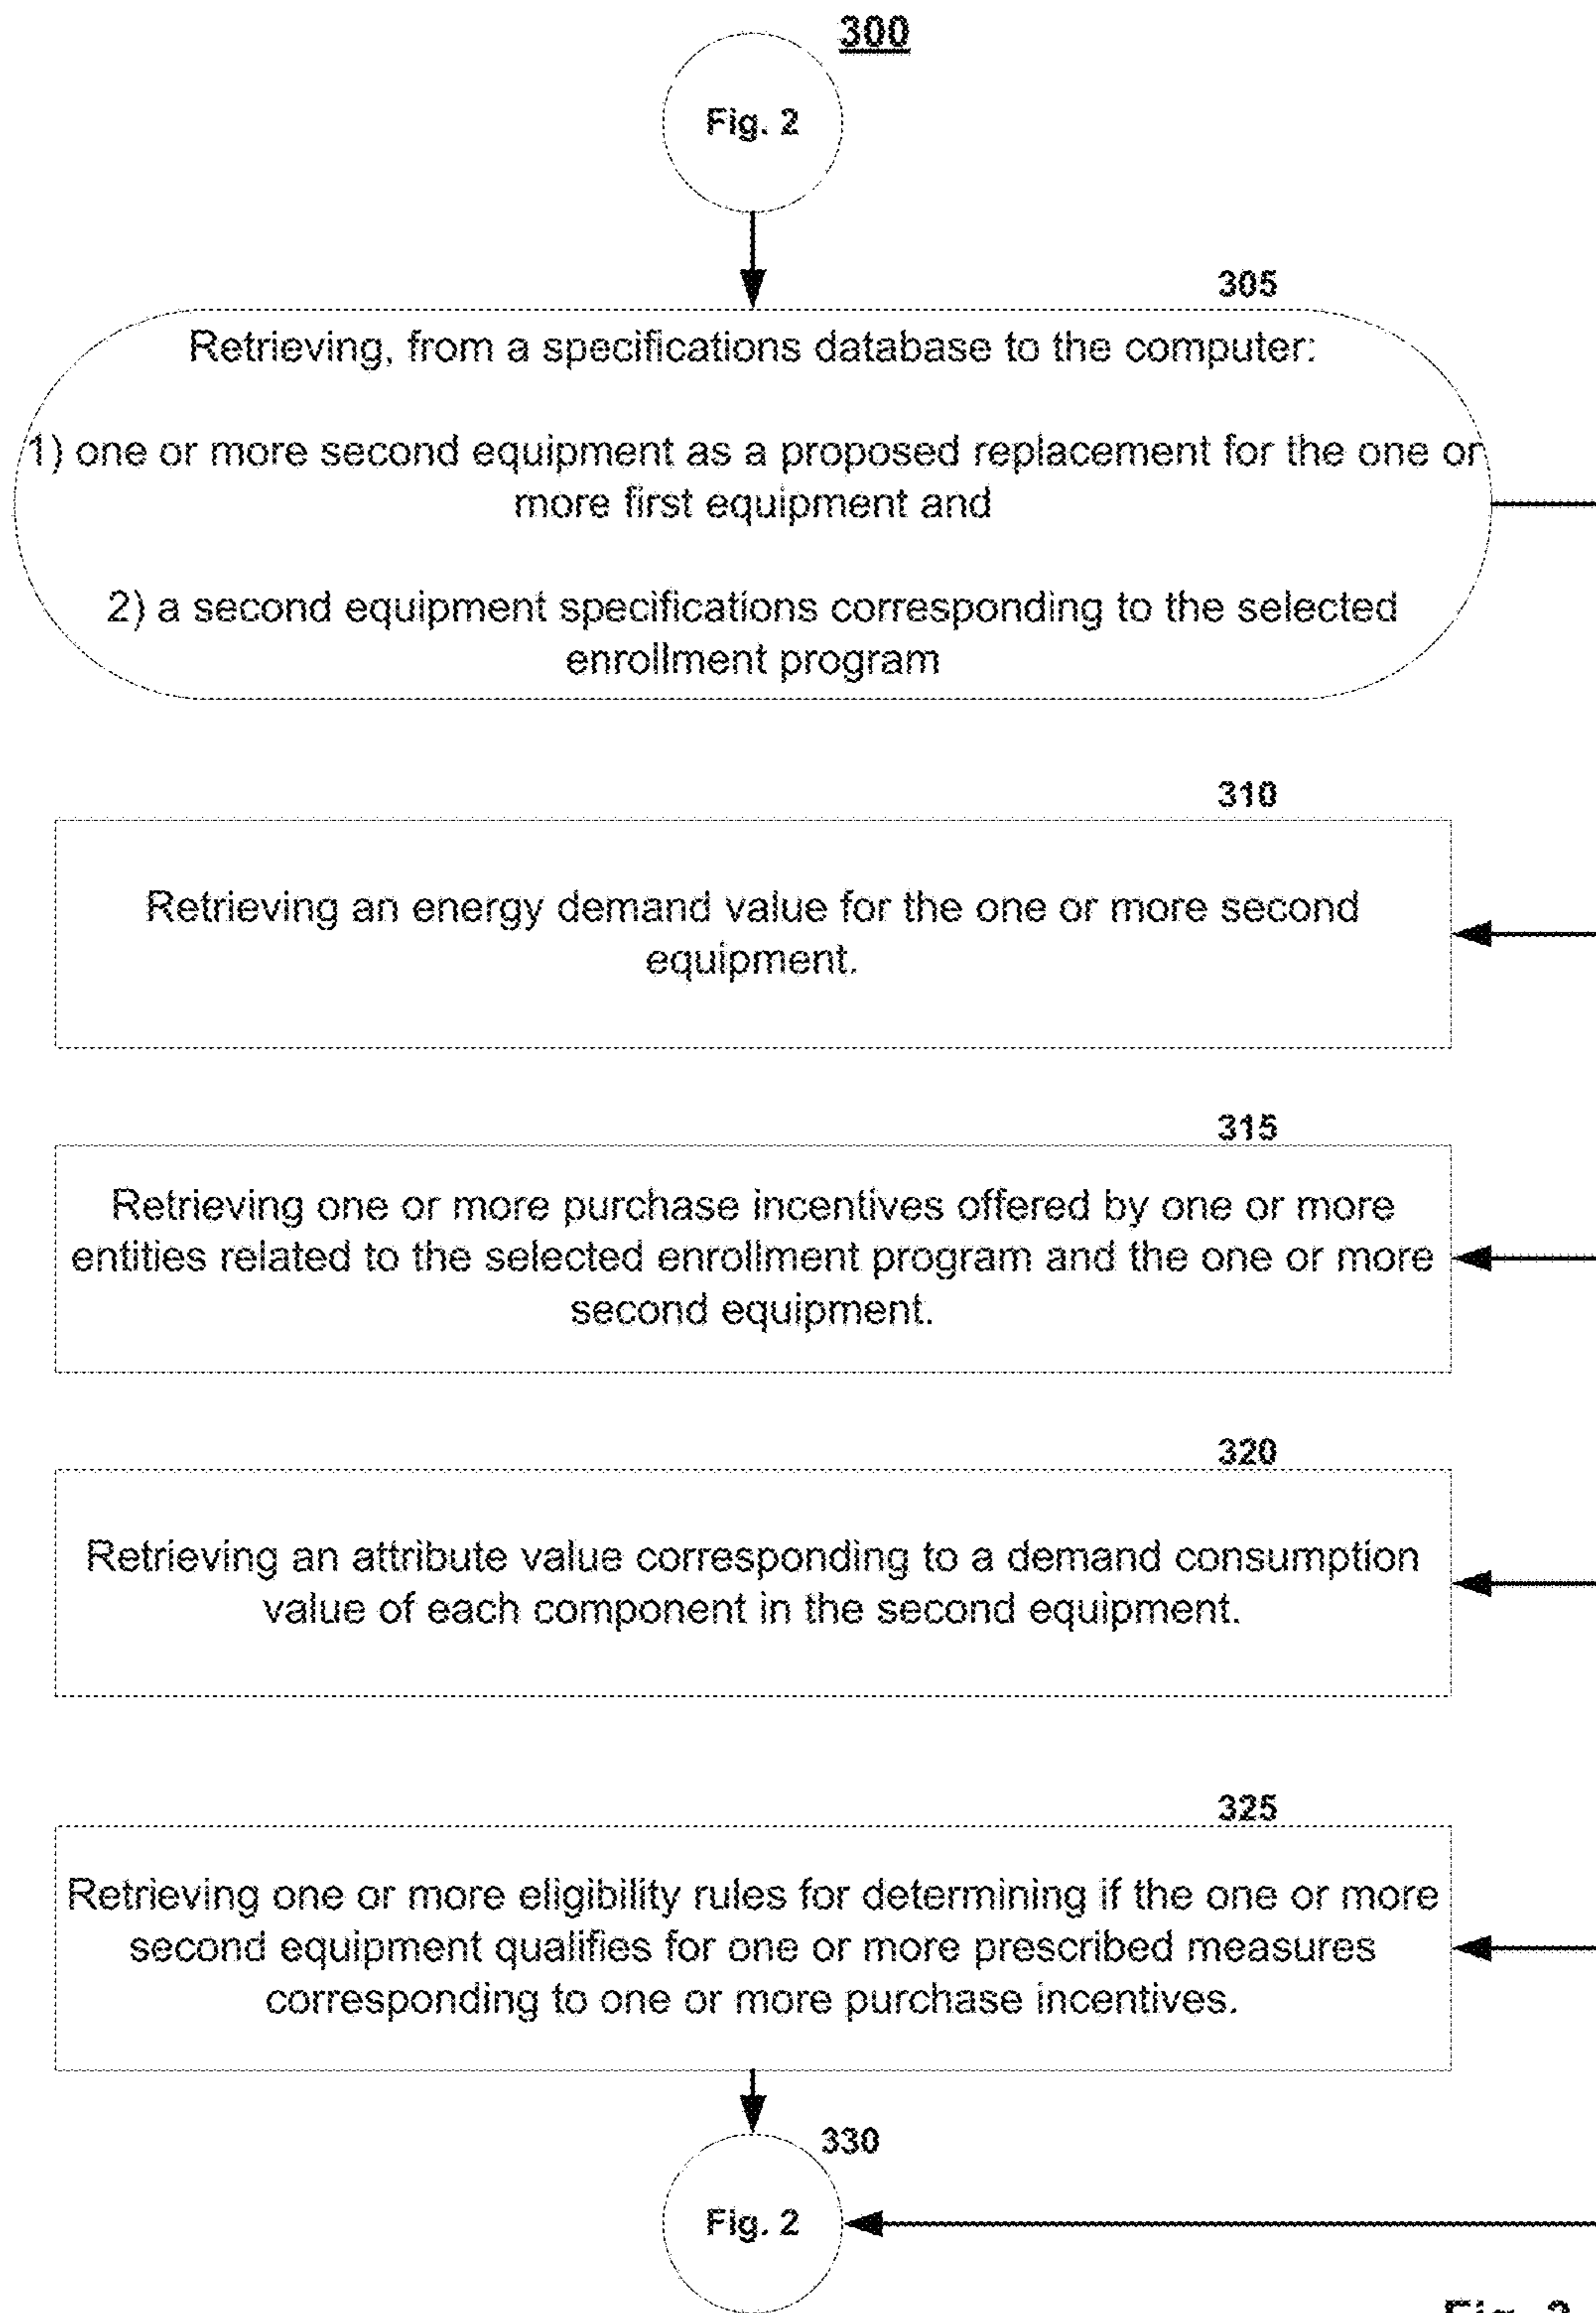 300
Fig. 2
305
Retrieving, from a specifications database to the computer:
1) one or more second equipment as a proposed replacement for the one or
more first equipment and
2) a second equipment specifications corresponding to the selected
enrollment program
310
Retrieving an energy demand value for the one or more second
equipment.
315
Retrieving one or more purchase incentives offered by one or more
entities related to the selected enrollment program and the one or more
second equipment.
320
Retrieving an attribute value corresponding to a demand consumption
value of each component in the second equipment.
325
Retrieving one or more eligibility rules for determining if the one or more
second equipment qualifies for one or more prescribed measures
corresponding to one or more purchase incentives.
330
Fig. 2